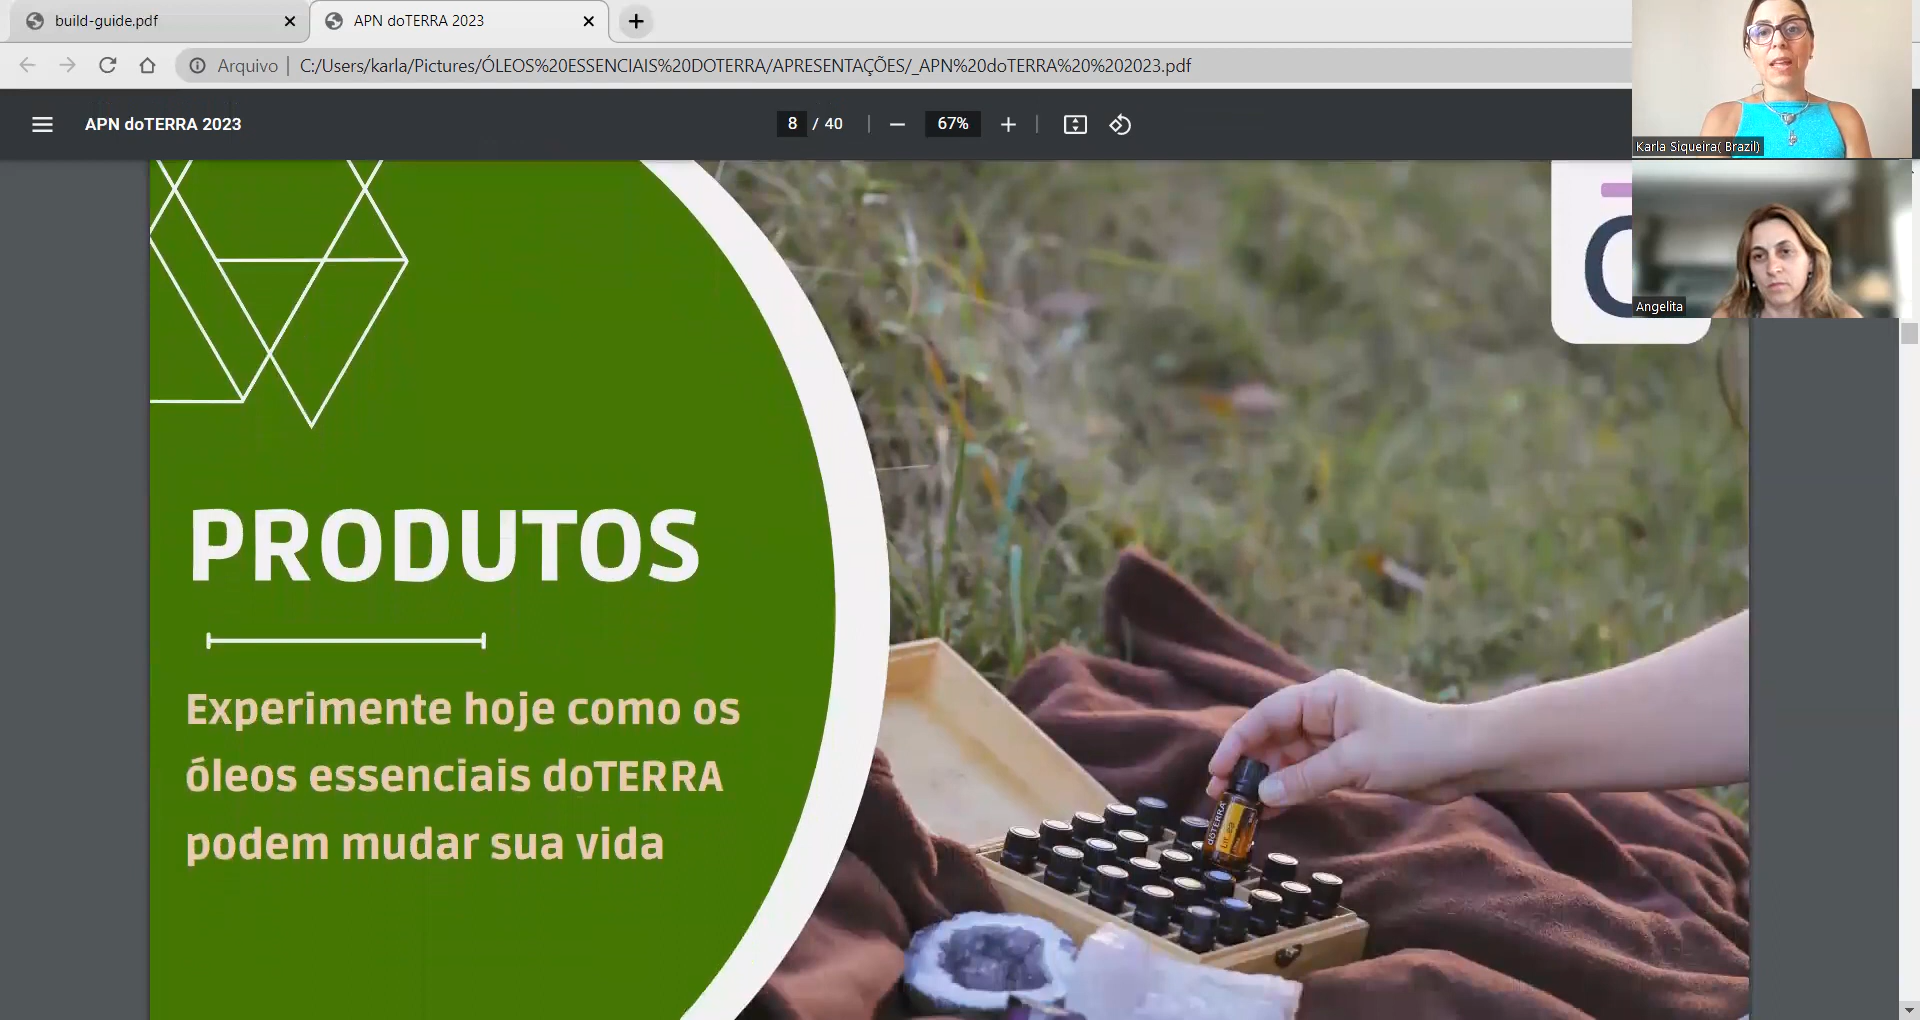 build-guide.pdf
APN doTERRA 2023
Arquivo
C:/Users/karla/Pictures/ÓLEOS%20ESSENCIAIS%20DOTERRA/APRESENTAÇÕES/_APN%20doTERRA%20%202023.pdf
APN doTERRA 2023
8 / 40
67%
Karla Siqueira( Brazil)
Angelita
PRODUTOS
Experimente hoje como os
óleos essenciais doTERRA
podem mudar sua vida
doTERRA